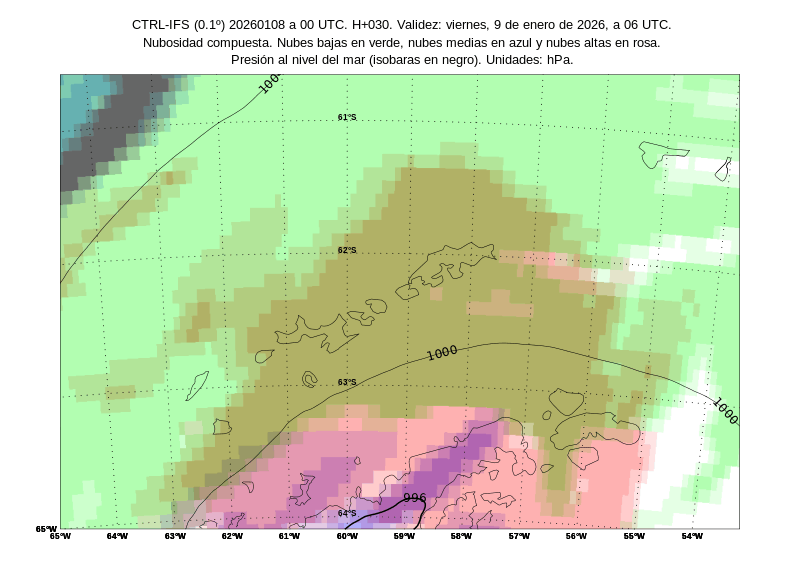 CTRL-IFS (0.1º) 20260108 a 00 UTC. H+030. Validez: viernes, 9 de enero de 2026, a 06 UTC.
Nubosidad compuesta. Nubes bajas en verde, nubes medias en azul y nubes altas en rosa.
Presión al nivel del mar (isobaras en negro). Unidades: hPa.
100
61°S
62°S
1000
63°S
1000
996
64°S
65°W
65°W 64°W 63°W 62°W 61°W 60°W 59°W 58°W 57°W 56°W 55°W 54°W